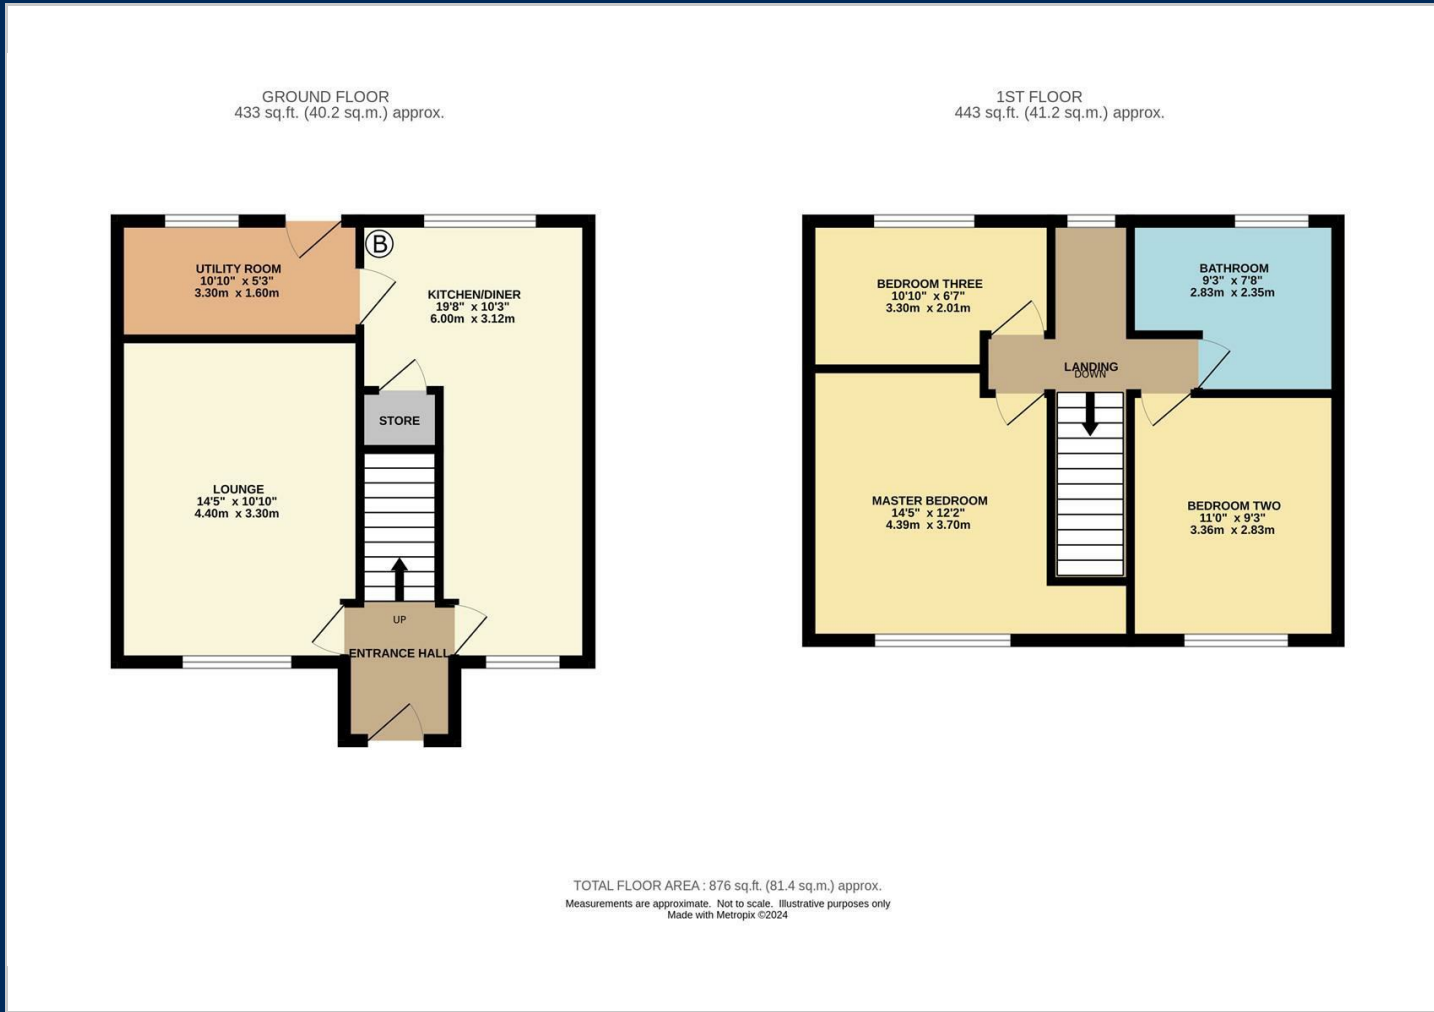 GROUND FLOOR
433 sq.ft. (40.2 sq.m.) approx.
1ST FLOOR
443 sq.ft. (41.2 sq.m.) approx.
UTILITY ROOM
10'10" x 5'3"
3.30m x 1.60m
B
KITCHEN/DINER
19'8" x 10'3"
6.00m x 3.12m
STORE
LOUNGE
14'5" x 10'10"
4.40m x 3.30m
UP
ENTRANCE HALL
BEDROOM THREE
10'10" x 6'7"
3.30m x 2.01m
BATHROOM
9'3" x 7'8"
2.83m x 2.35m
LANDING
DOWN
MASTER BEDROOM
14'5" x 12'2"
4.39m x 3.70m
BEDROOM TWO
11'0" x 9'3"
3.36m x 2.83m
TOTAL FLOOR AREA : 876 sq.ft. (81.4 sq.m.) approx.
Measurements are approximate. Not to scale. Illustrative purposes only
Made with Metropix ©2024